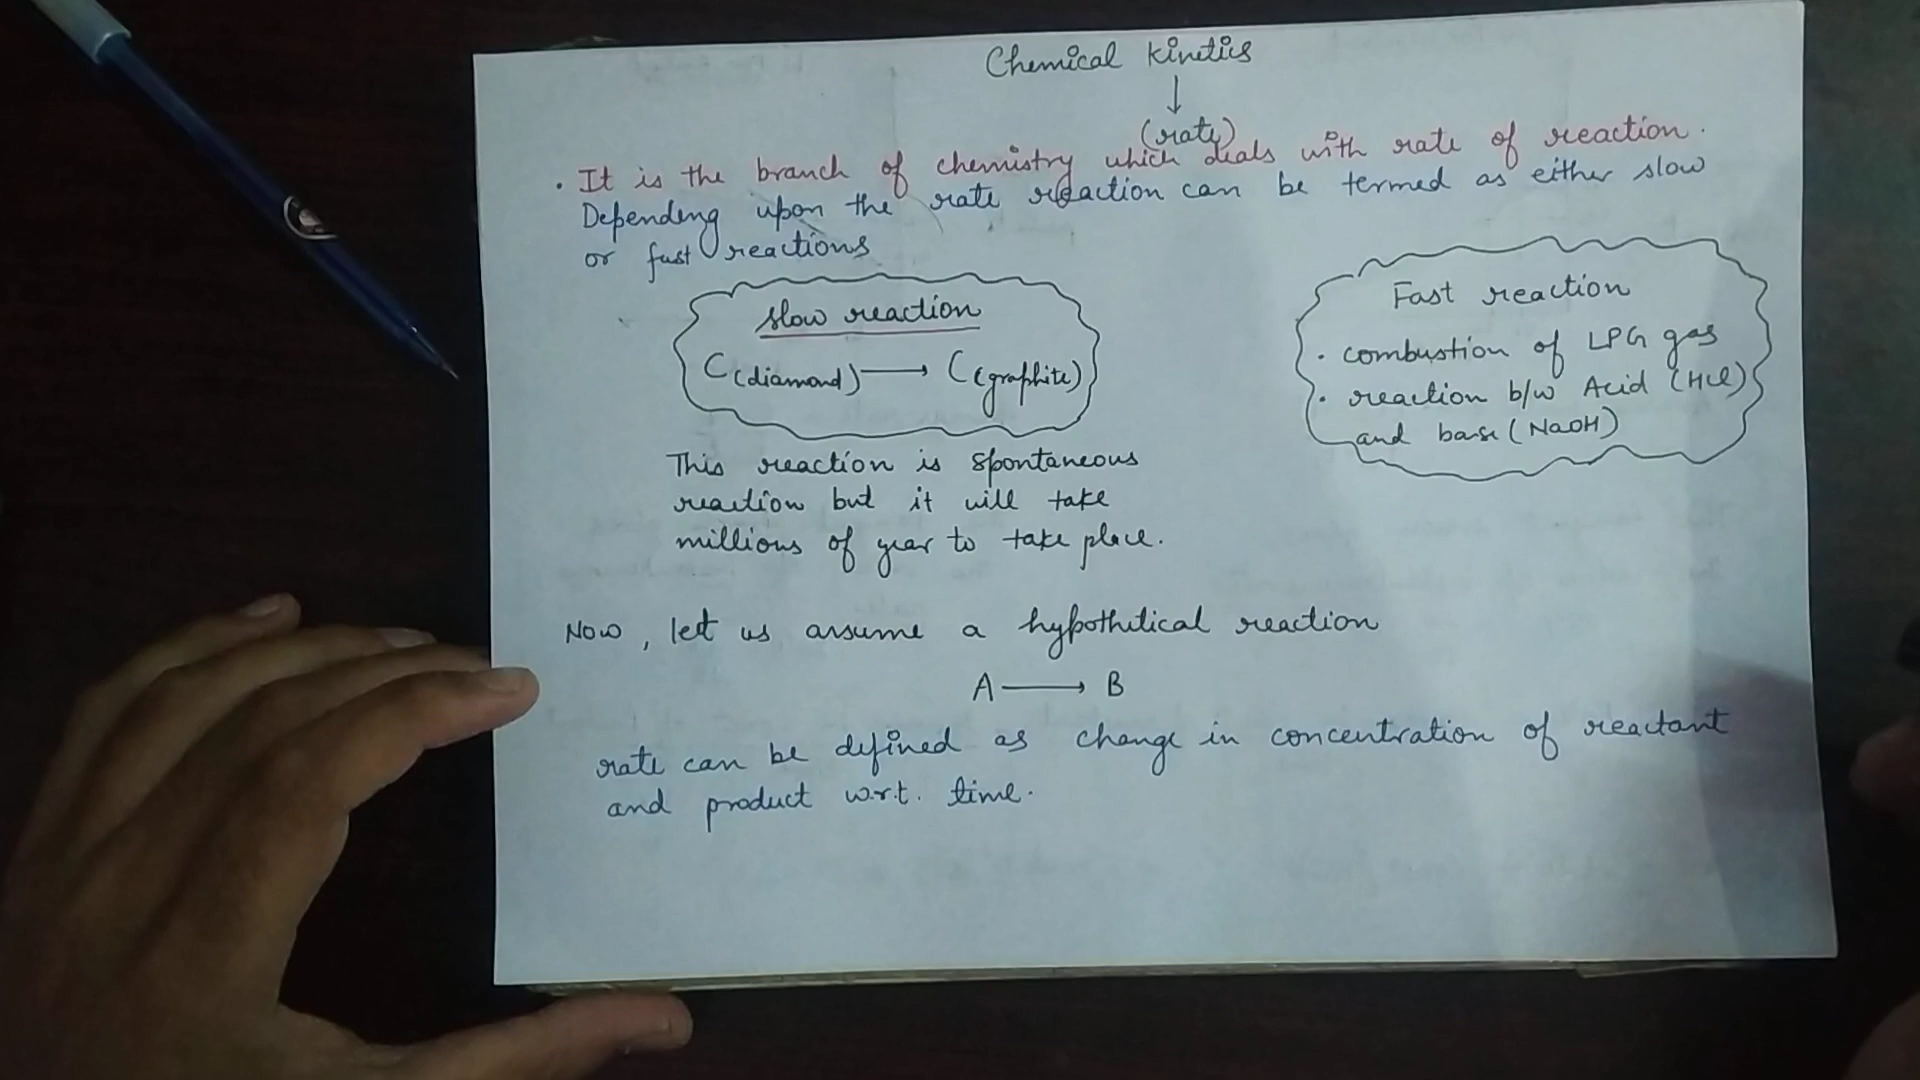 Chemical Kinetics
↓
(rate)
• It is the branch of chemistry which deals with rate of reaction.
Depending upon the rate reaction can be termed as either slow
or fast reactions
Slow reaction
C(diamond) → C(graphite)
This reaction is spontaneous
reaction but it will take
millions of year to take place.
Fast reaction
• combustion of LPG gas
• reaction b/w Acid (HCl)
and base (NaOH)
Now, let us assume a hypothetical reaction
A → B
rate can be defined as change in concentration of reactant
and product w.r.t. time.